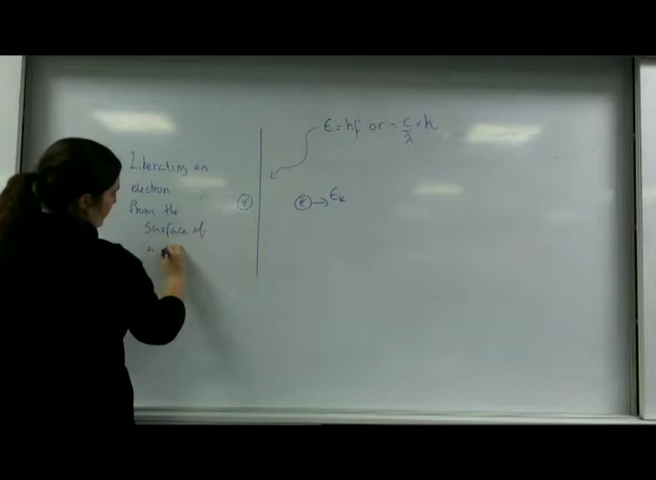 E = hf or = c/λ x h
Liberating an
electron
from the
surface of
a
e
e → Ek